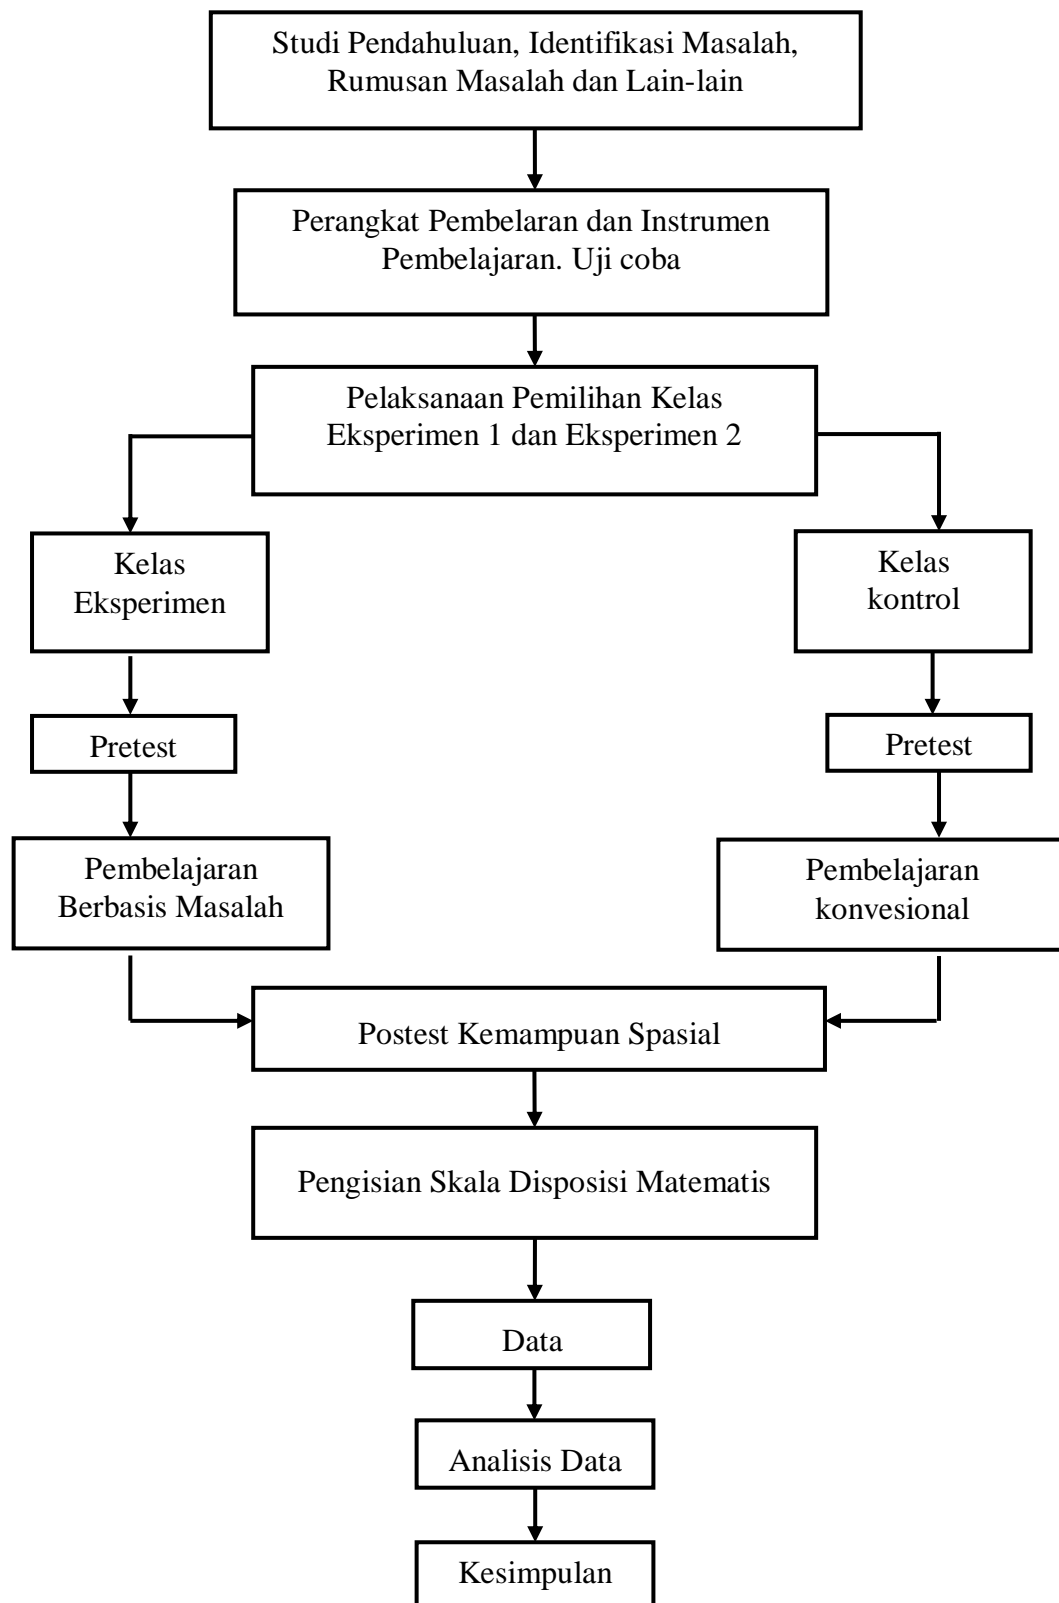 Studi Pendahuluan, Identifikasi Masalah,
Rumusan Masalah dan Lain-lain
Perangkat Pembelaran dan Instrumen
Pembelajaran. Uji coba
Pelaksanaan Pemilihan Kelas
Eksperimen 1 dan Eksperimen 2
Kelas
Eksperimen
Kelas
kontrol
Pretest
Pretest
Pembelajaran
Berbasis Masalah
Pembelajaran
konvesional
Postest Kemampuan Spasial
Pengisian Skala Disposisi Matematis
Data
Analisis Data
Kesimpulan